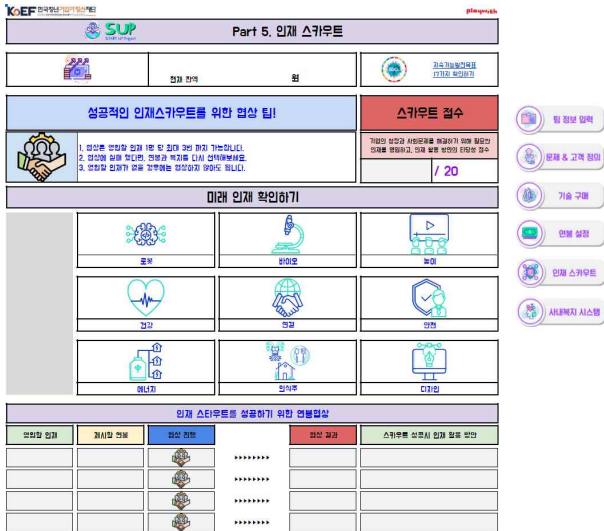 KoEF 한국청년기업가정신재단
playwith
SUP
Part 5. 인재 스카우트
현재 잔액
원
지속가능발전목표
17가지 확인하기
성공적인 인재스카우트를 위한 협상 팁!
스카우트 점수
1. 협상은 영입할 인재 1명 당 최대 3번 까지 가능합니다.
2. 협상에 실패 했다면, 연봉과 복지를 다시 선택해보세요.
3. 영입할 인재가 없을 경우에는 협상하지 않아도 됩니다.
기업의 성장과 사회문제를 해결하기 위해 필요한
인재를 영입하고, 인재 활용 방안의 타당성 점수
/ 20
미래 인재 확인하기
로봇
바이오
놀이
건강
연결
안전
에너지
의식주
디자인
인재 스타우트를 성공하기 위한 연봉협상
영입할 인재
제시할 연봉
협상 진행
협상 결과
스카우트 성공시 인재 활용 방안
팀 정보 입력
문제 & 고객 정의
기술 구매
연봉 설정
인재 스카우트
사내복지 시스템